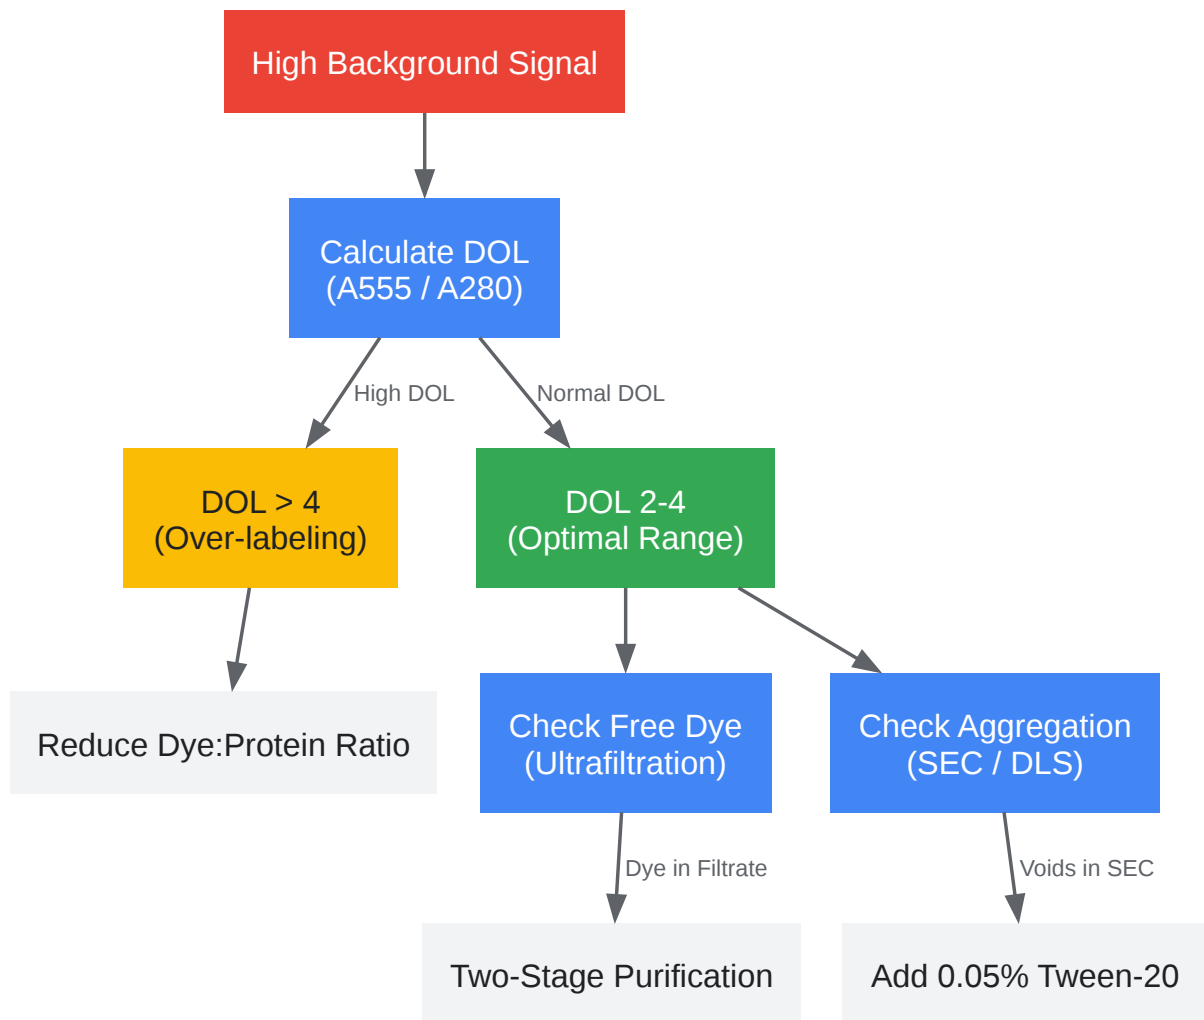 High Background Signal
Calculate DOL
(A555 / A280)
High DOL
Normal DOL
DOL > 4
(Over-labeling)
DOL 2-4
(Optimal Range)
Reduce Dye:Protein Ratio
Check Free Dye
(Ultrafiltration)
Check Aggregation
(SEC / DLS)
Dye in Filtrate
Voids in SEC
Two-Stage Purification
Add 0.05% Tween-20